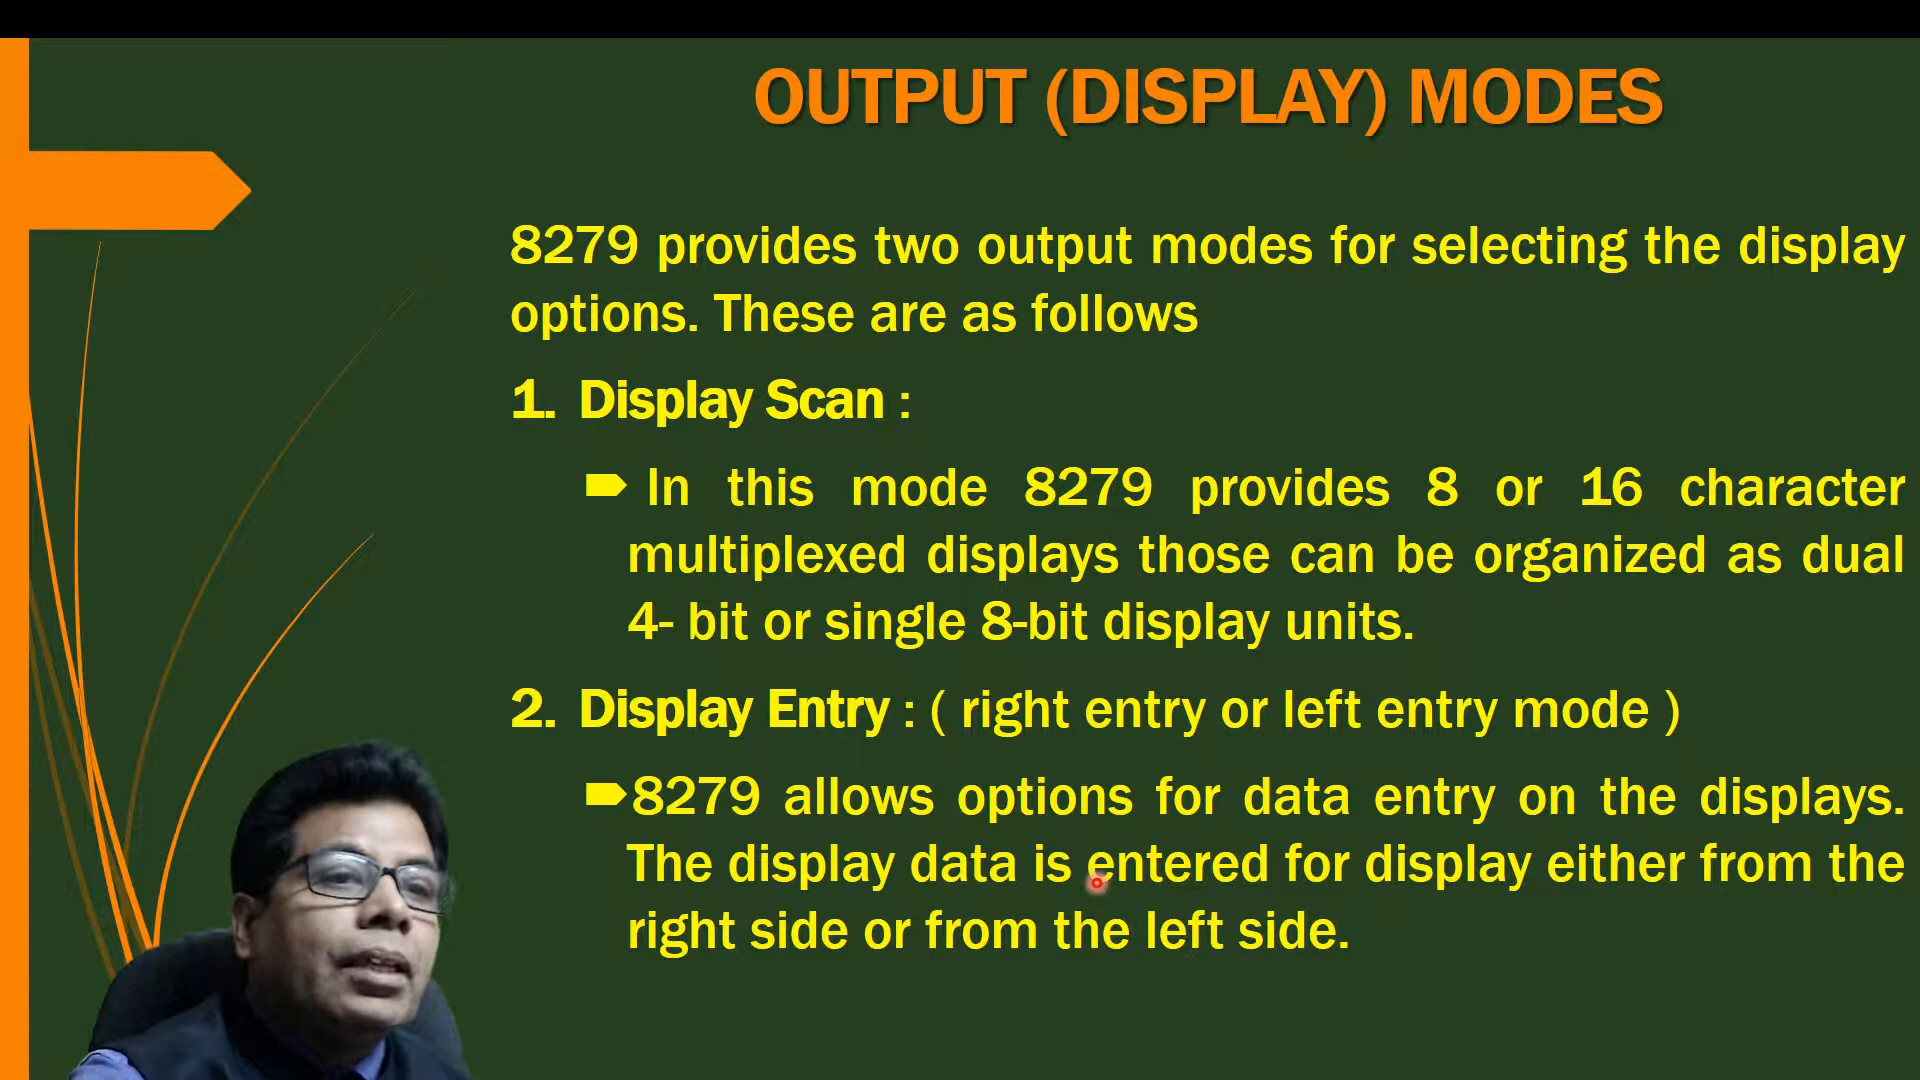 OUTPUT (DISPLAY) MODES
8279 provides two output modes for selecting the display
options. These are as follows
1. Display Scan :
In this mode 8279 provides 8 or 16 character
multiplexed displays those can be organized as dual
4- bit or single 8-bit display units.
2. Display Entry : ( right entry or left entry mode )
8279 allows options for data entry on the displays.
The display data is entered for display either from the
right side or from the left side.